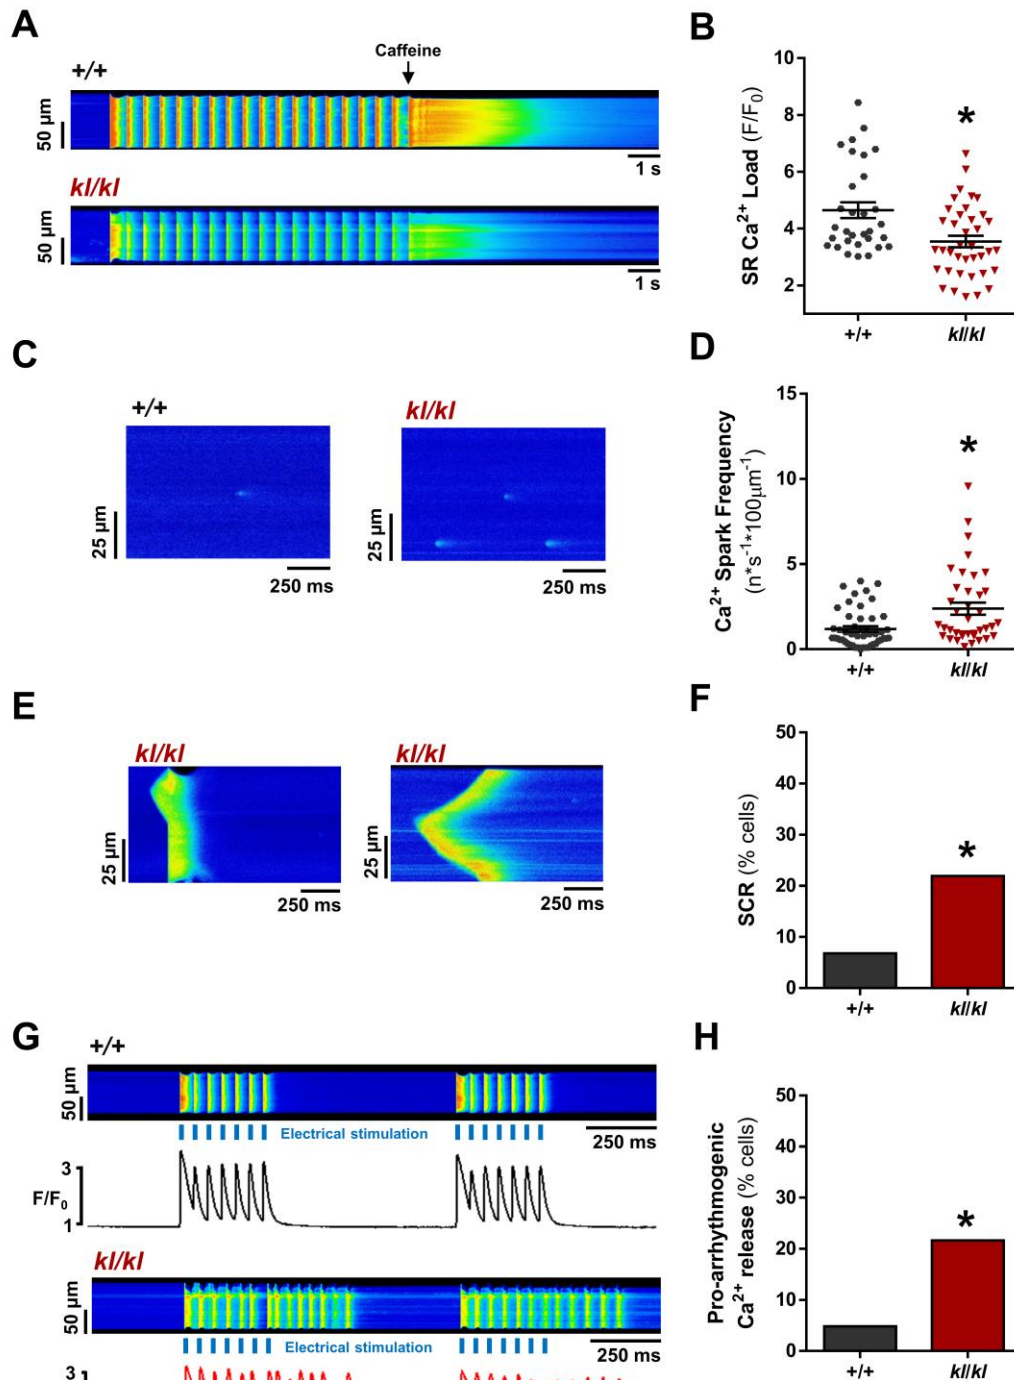 A
+/+
Caffeine
50 µm
1 s
kl/kl
50 µm
1 s
B
SR Ca2+ Load (F/F0)
10
8
6
4
2
*
+/+
kl/kl
C
+/+
25 µm
250 ms
kl/kl
25 µm
250 ms
D
Ca2+ Spark Frequency
(n*s-1*100µm-1)
15
10
5
0
*
+/+
kl/kl
E
kl/kl
25 µm
250 ms
kl/kl
25 µm
250 ms
F
SCR (% cells)
50
40
30
20
10
0
*
+/+
kl/kl
G
+/+
50 µm
Electrical stimulation
250 ms
3
F/F0
1
kl/kl
50 µm
Electrical stimulation
250 ms
3
H
Pro-arrhythmogenic
Ca2+ release (% cells)
50
40
30
20
10
0
*
+/+
kl/kl